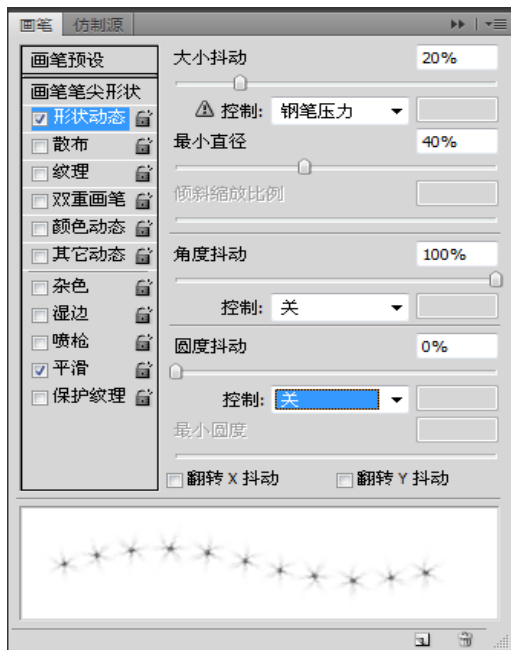 画笔 仿制源
画笔预设
画笔笔尖形状
形状动态
散布
纹理
双重画笔
颜色动态
其它动态
杂色
湿边
喷枪
平滑
保护纹理
大小抖动 20%
控制: 钢笔压力
最小直径 40%
倾斜缩放比例
角度抖动 100%
控制: 关
圆度抖动 0%
控制: 关
最小圆度
翻转 X 抖动 翻转 Y 抖动